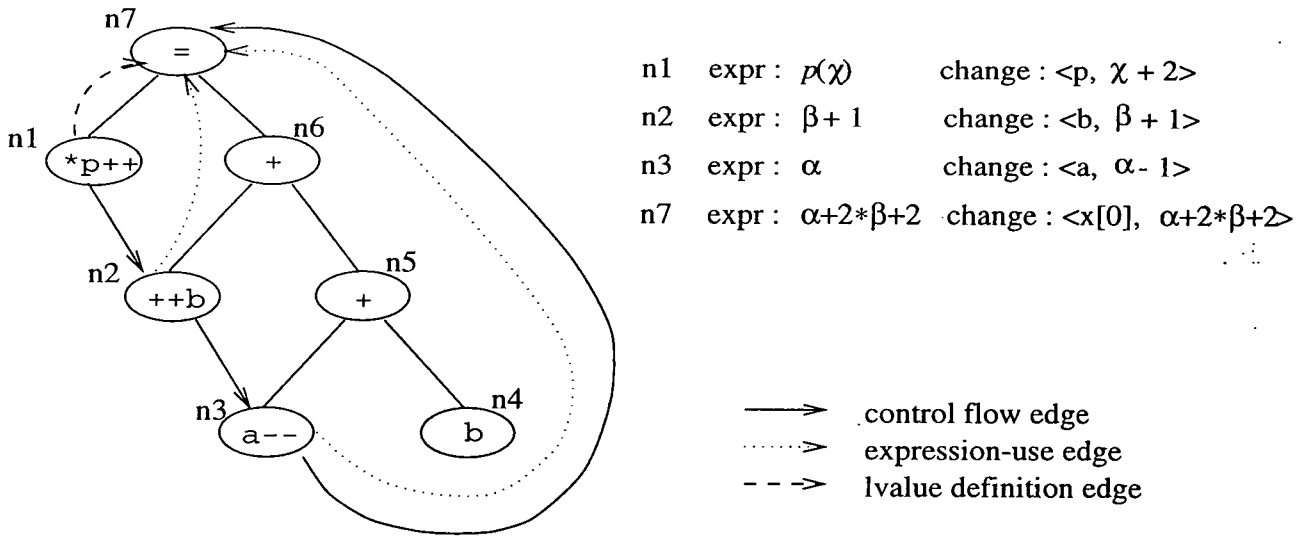 n7
=
n1 expr : p(χ) change : <p, χ + 2>
n2 expr : β + 1 change : <b, β + 1>
n3 expr : α change : <a, α - 1>
n7 expr : α+2*β+2 change : <x[0], α+2*β+2>
n1
*p++
n6
+
n2
++b
n5
+
n3
a--
n4
b
control flow edge
expression-use edge
lvalue definition edge